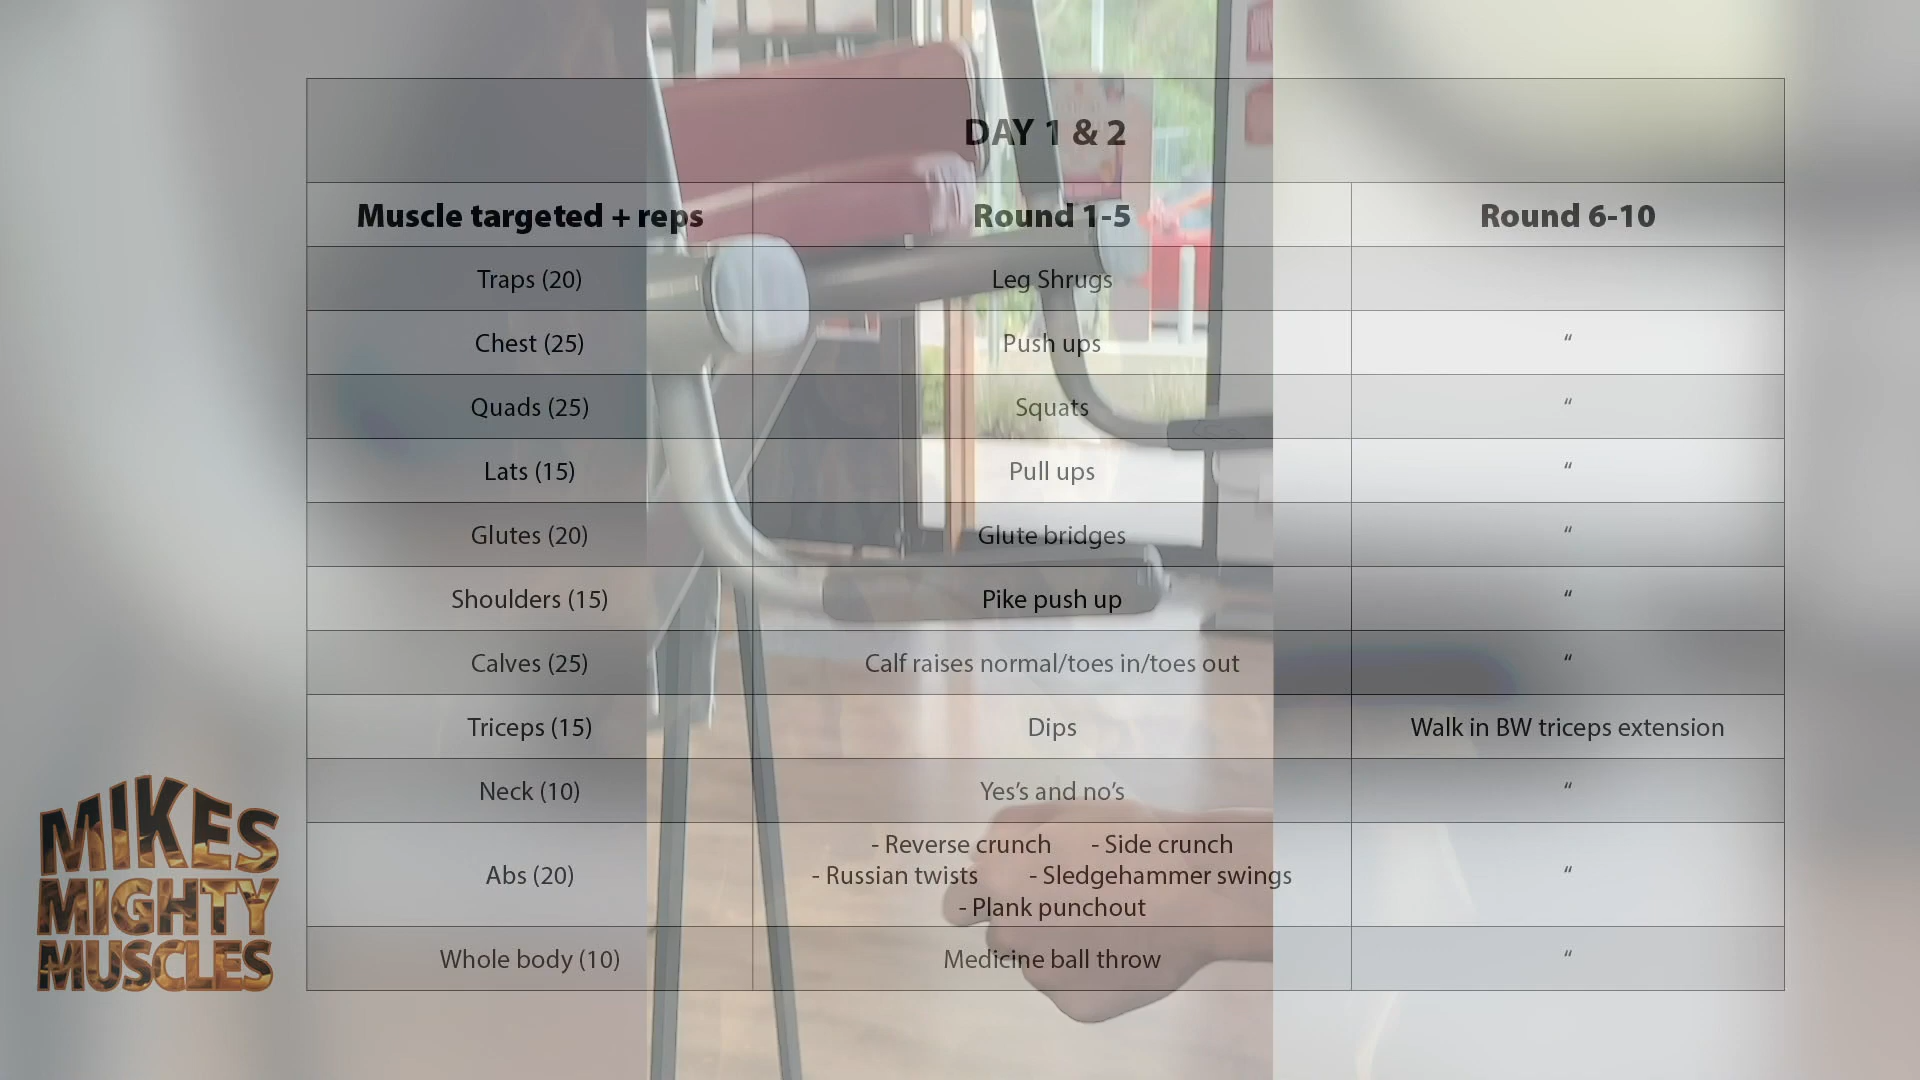 DAY 1 & 2
Muscle targeted + reps Round 1-5 Round 6-10
Traps (20) Leg Shrugs
Chest (25) Push ups “
Quads (25) Squats “
Lats (15) Pull ups “
Glutes (20) Glute bridges “
Shoulders (15) Pike push up “
Calves (25) Calf raises normal/toes in/toes out “
Triceps (15) Dips Walk in BW triceps extension
Neck (10) Yes’s and no’s “
- Reverse crunch - Side crunch
Abs (20) - Russian twists - Sledgehammer swings “
- Plank punchout
Whole body (10) Medicine ball throw “
MIKES
MIGHTY
MUSCLES